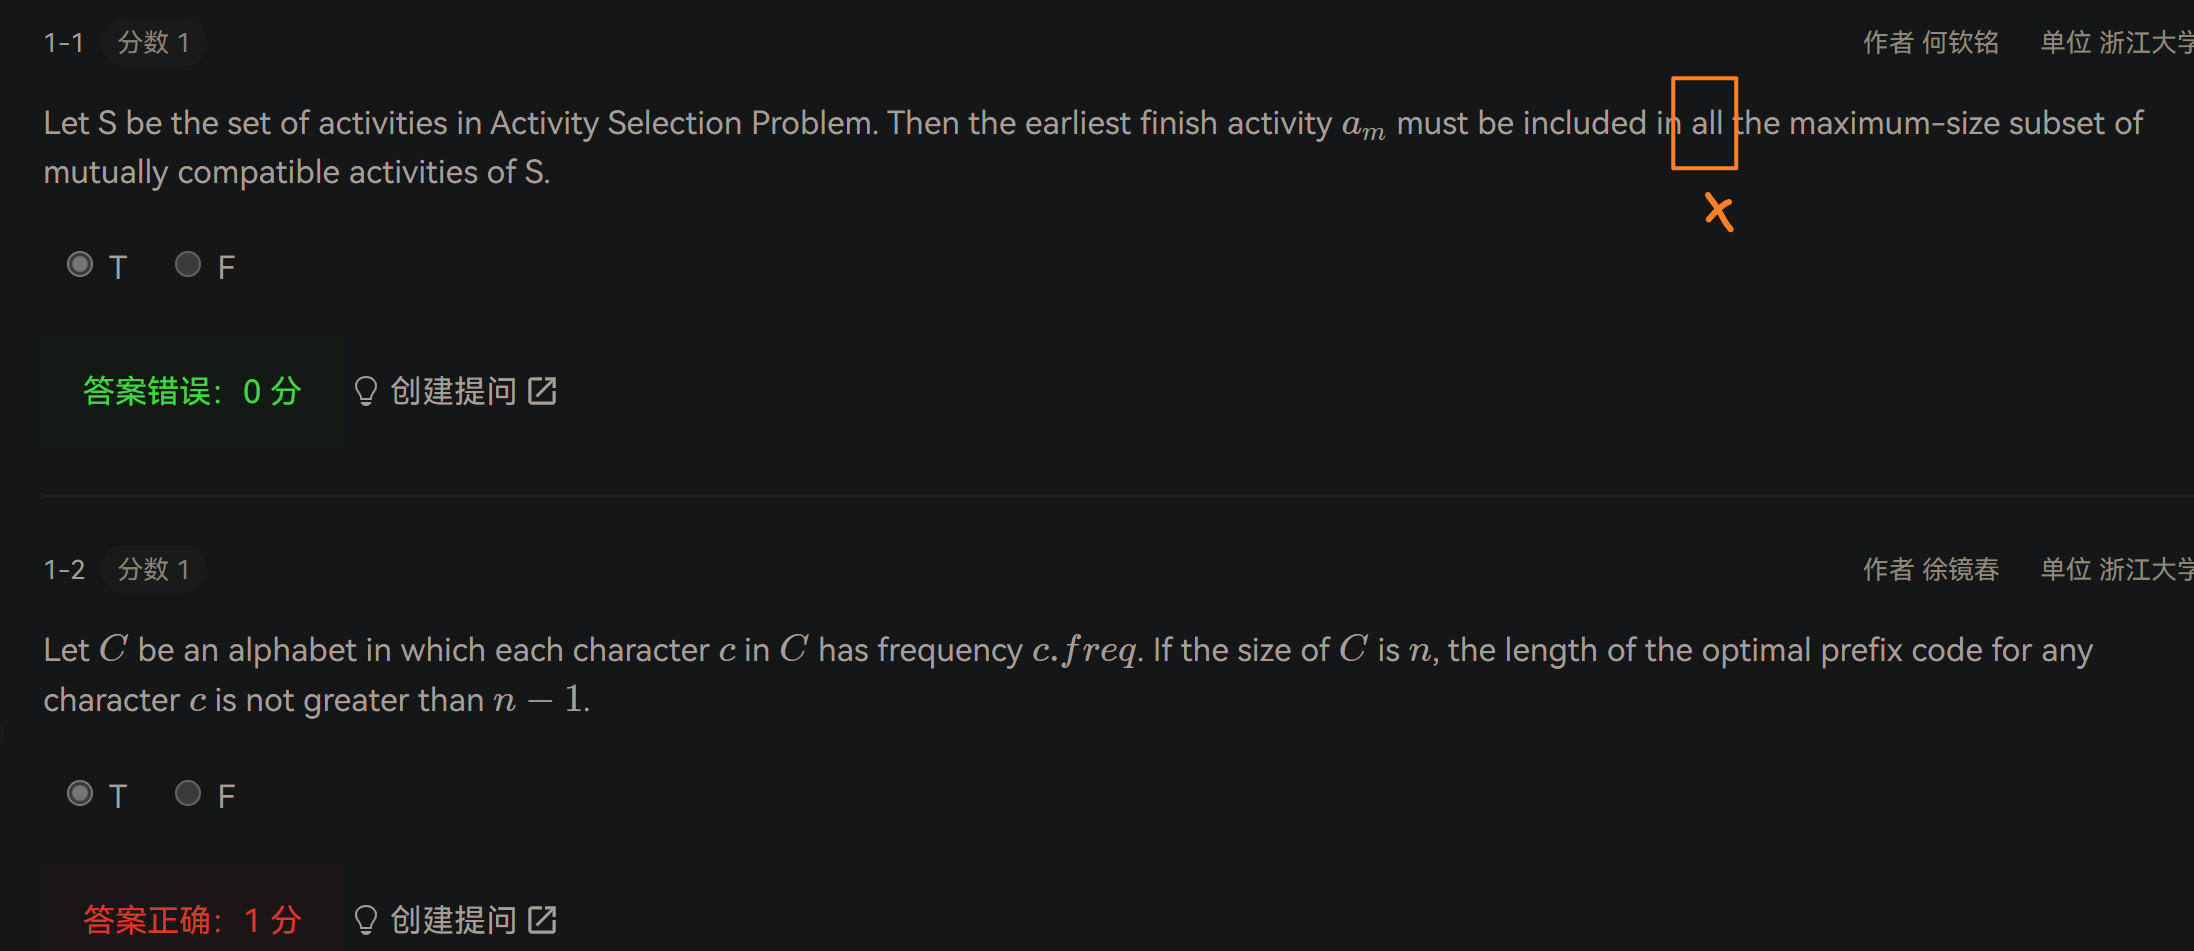 1-1 分数 1 作者 何钦铭 单位 浙江大学
Let S be the set of activities in Activity Selection Problem. Then the earliest finish activity aₘ must be included in all the maximum-size subset of
mutually compatible activities of S.
x
T F
答案错误：0 分 创建提问
1-2 分数 1 作者 徐镜春 单位 浙江大学
Let C be an alphabet in which each character c in C has frequency c.freq. If the size of C is n, the length of the optimal prefix code for any
character c is not greater than n − 1.
T F
答案正确：1 分 创建提问